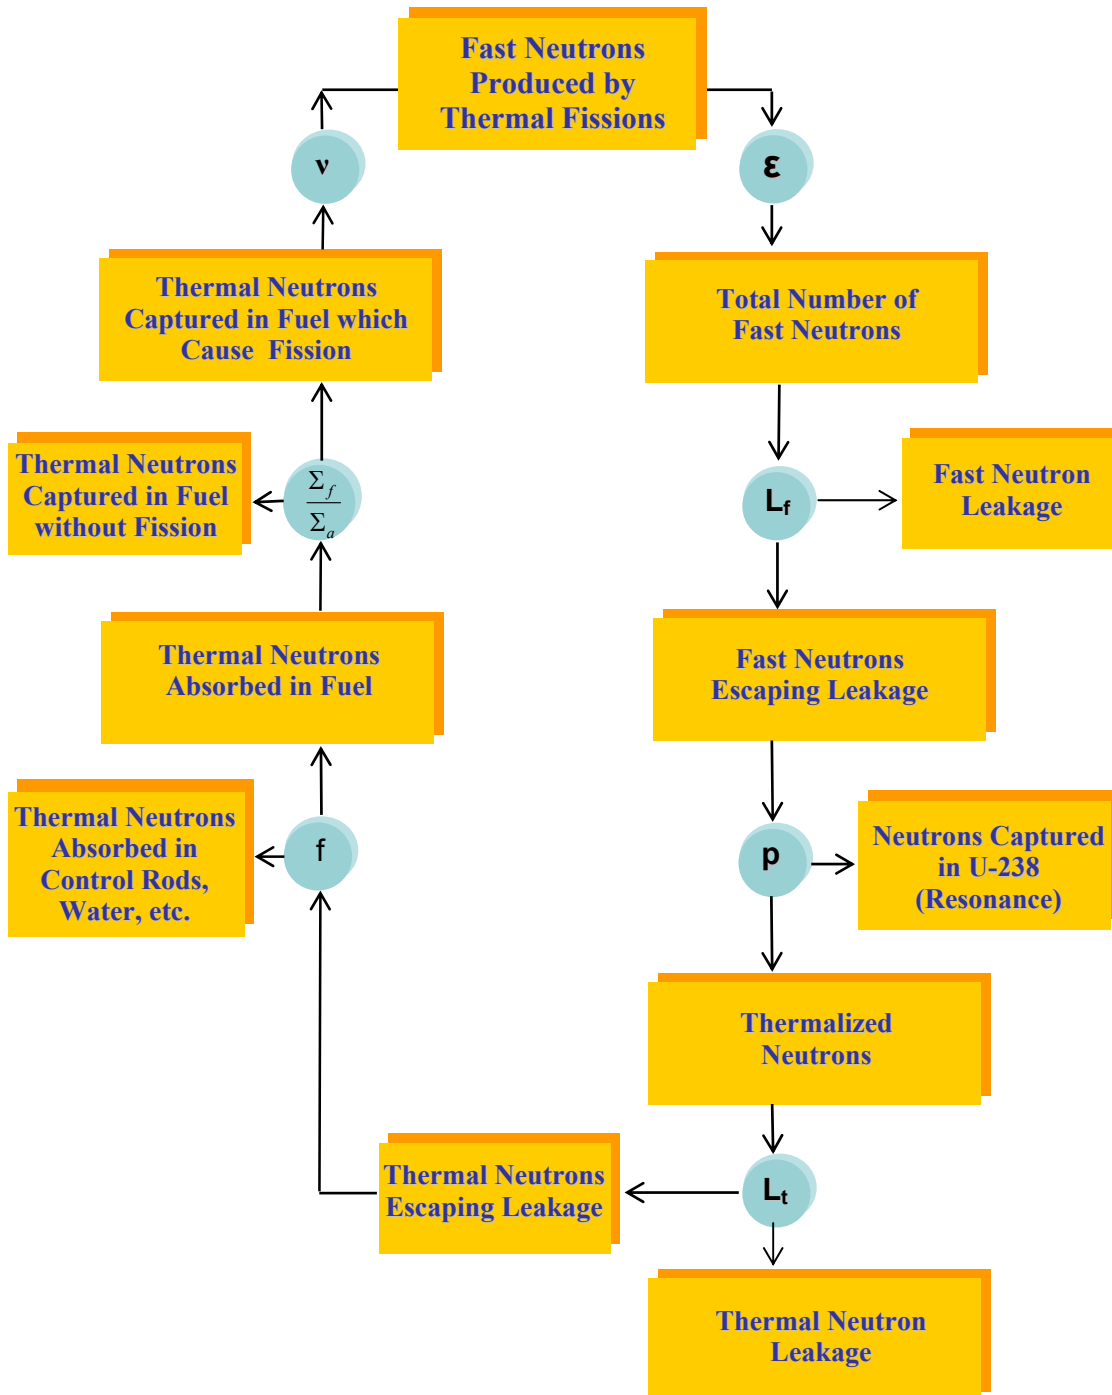 Fast Neutrons
Produced by
Thermal Fissions
ν
ε
Thermal Neutrons
Captured in Fuel which
Cause Fission
Total Number of
Fast Neutrons
Thermal Neutrons
Captured in Fuel
without Fission
Σf
Σa
Lf
Fast Neutron
Leakage
Thermal Neutrons
Absorbed in Fuel
Fast Neutrons
Escaping Leakage
Thermal Neutrons
Absorbed in
Control Rods,
Water, etc.
f
p
Neutrons Captured
in U-238
(Resonance)
Thermalized
Neutrons
Thermal Neutrons
Escaping Leakage
Lt
Thermal Neutron
Leakage